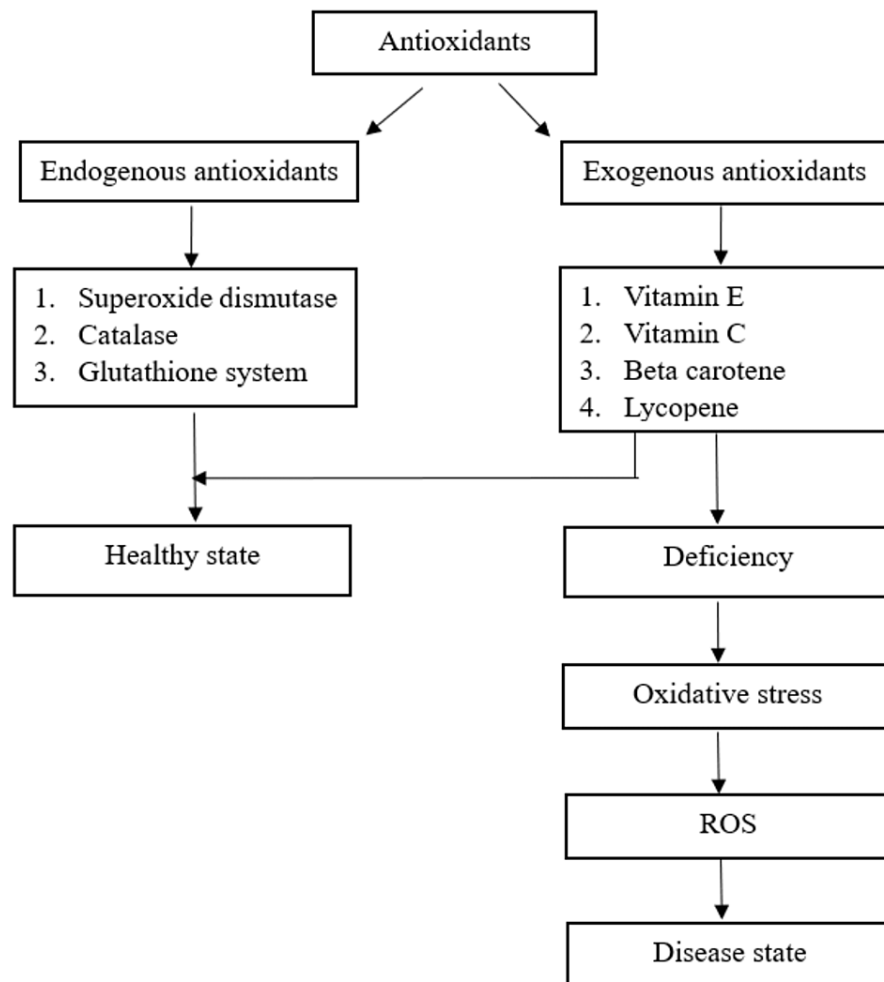 Antioxidants
Endogenous antioxidants
Exogenous antioxidants
1. Superoxide dismutase
2. Catalase
3. Glutathione system
1. Vitamin E
2. Vitamin C
3. Beta carotene
4. Lycopene
Healthy state
Deficiency
Oxidative stress
ROS
Disease state